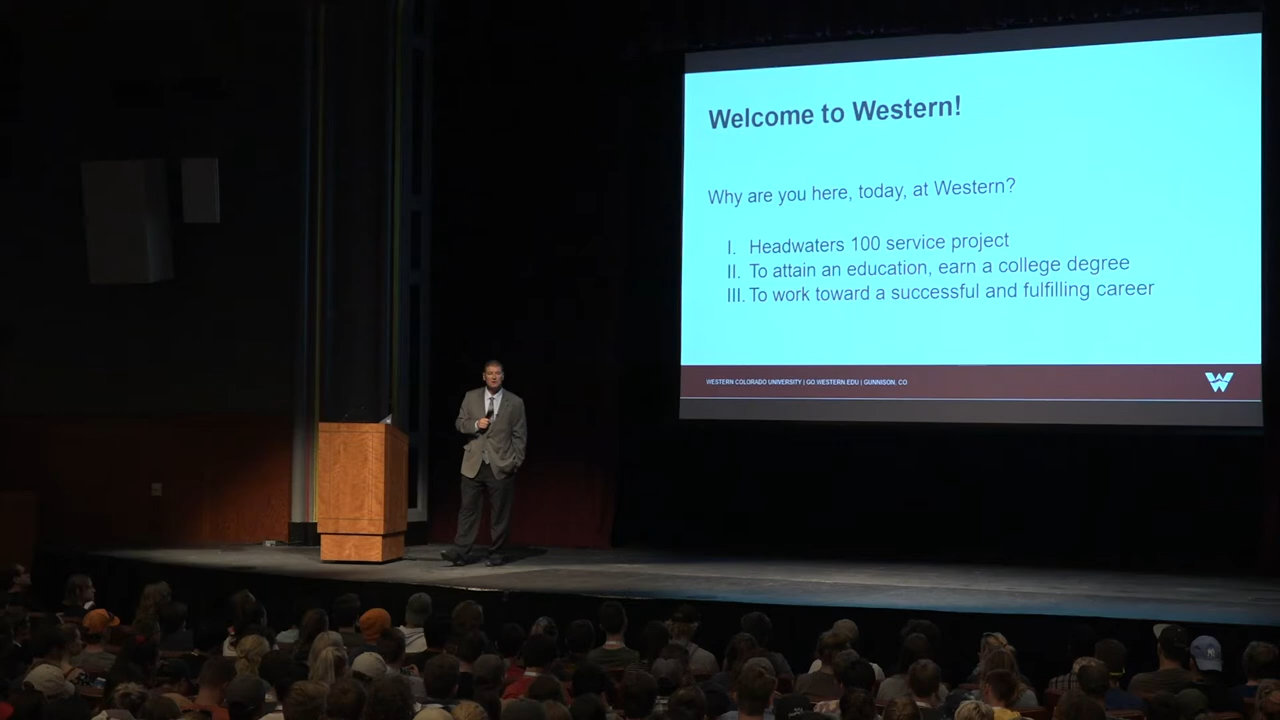 Welcome to Western!
Why are you here, today, at Western?
I. Headwaters 100 service project
II. To attain an education, earn a college degree
III. To work toward a successful and fulfilling career
WESTERN COLORADO UNIVERSITY | GO.WESTERN.EDU | GUNNISON, CO
W